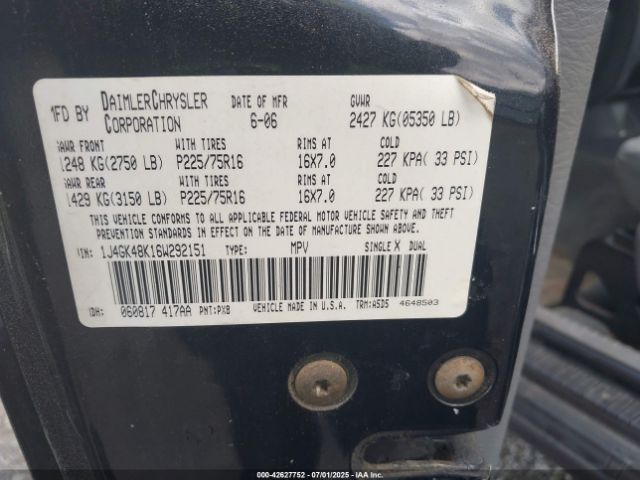 MFD BY DAIMLERCHRYSLER CORPORATION DATE OF MFR 6-06 GVWR 2427 KG(05350 LB)
GAWR FRONT WITH TIRES RIMS AT COLD
1248 KG(2750 LB) P225/75R16 16X7.0 227 KPA( 33 PSI)
GAWR REAR WITH TIRES RIMS AT COLD
1429 KG(3150 LB) P225/75R16 16X7.0 227 KPA( 33 PSI)
THIS VEHICLE CONFORMS TO ALL APPLICABLE FEDERAL MOTOR VEHICLE SAFETY AND THEFT
PREVENTION STANDARDS IN EFFECT ON THE DATE OF MANUFACTURE SHOWN ABOVE.
VIN: 1J4GK48K16W292151 TYPE: MPV SINGLE X DUAL
MDH: 060817 417AA PNT:PXB VEHICLE MADE IN U.S.A. TRM:A5D5 4648503
000-42627752 - 07/01/2025 - IAAI.com